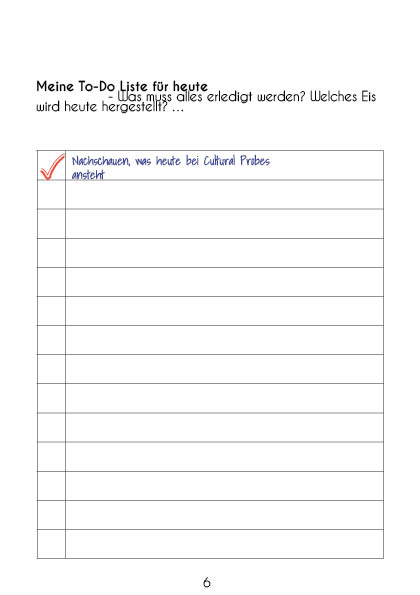 Meine To-Do Liste für heute
- Was muss alles erledigt werden? Welches Eis
wird heute hergestellt? ...
Nachschauen, was heute bei Cultural Probes
ansteht
6